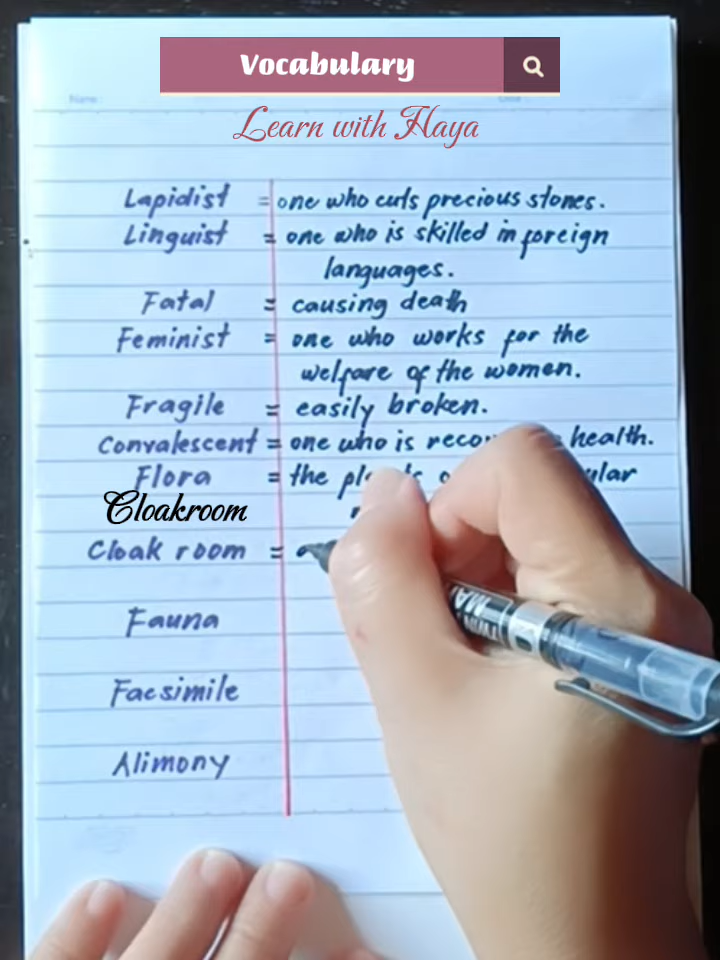 Vocabulary
Learn with Haya
Name
Date
Lapidist = one who cuts precious stones.
Linguist = one who is skilled in foreign
languages.
Fatal = causing death
Feminist = one who works for the
welfare of the women.
Fragile = easily broken.
Convalescent = one who is health.
Flora = the
Cloakroom
Cloak room =
Fauna
Facsimile
Alimony